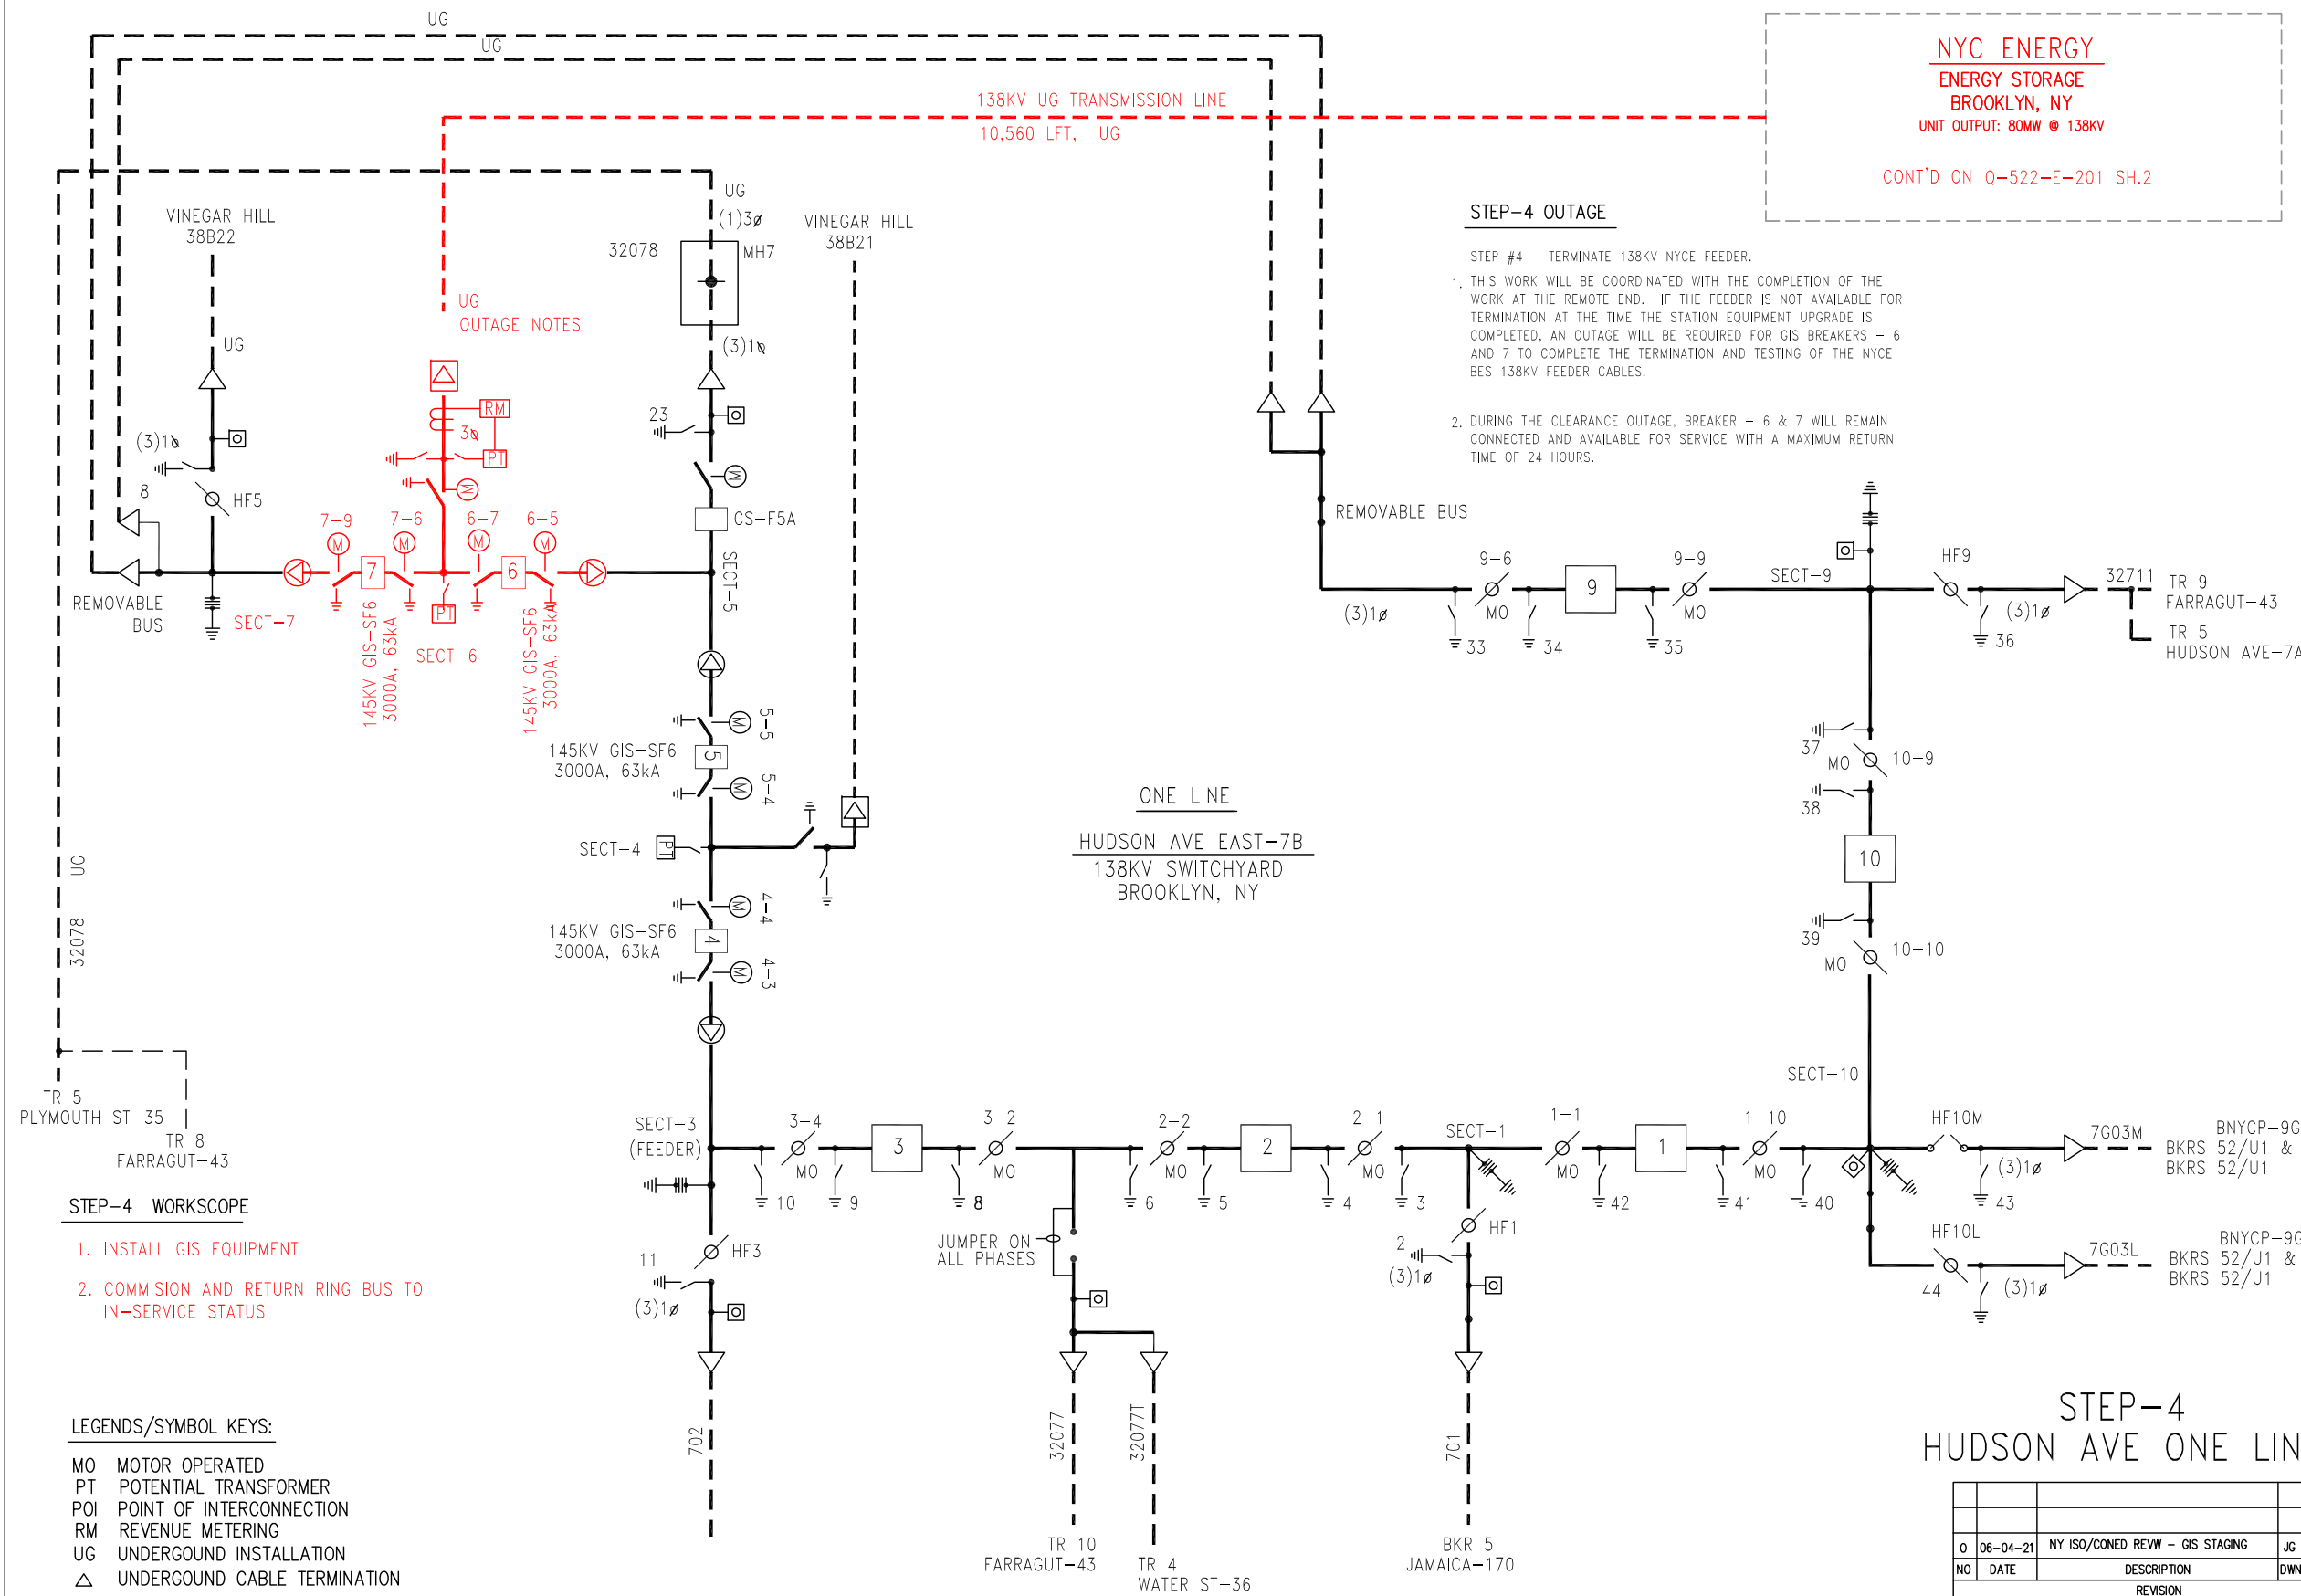 UG
UG
138KV UG TRANSMISSION LINE
10,560 LFT, UG
NYC ENERGY
ENERGY STORAGE
BROOKLYN, NY
UNIT OUTPUT: 80MW @ 138KV
CONT'D ON Q-522-E-201 SH.2
VINEGAR HILL
38B22
UG
UG
OUTAGE NOTES
UG
(1)3ø
32078
MH7
(3)1ø
VINEGAR HILL
38B21
STEP-4 OUTAGE
STEP #4 - TERMINATE 138KV NYCE FEEDER.
1. THIS WORK WILL BE COORDINATED WITH THE COMPLETION OF THE
WORK AT THE REMOTE END. IF THE FEEDER IS NOT AVAILABLE FOR
TERMINATION AT THE TIME THE STATION EQUIPMENT UPGRADE IS
COMPLETED, AN OUTAGE WILL BE REQUIRED FOR GIS BREAKERS - 6
AND 7 TO COMPLETE THE TERMINATION AND TESTING OF THE NYCE
BES 138KV FEEDER CABLES.
2. DURING THE CLEARANCE OUTAGE, BREAKER - 6 & 7 WILL REMAIN
CONNECTED AND AVAILABLE FOR SERVICE WITH A MAXIMUM RETURN
TIME OF 24 HOURS.
(3)1ø
8
HF5
RM
3ø
PT
M
23
M
CS-F5A
SECT-5
7-9
7-6
6-7
6-5
M
M
M
M
7
6
PT
REMOVABLE
BUS
SECT-7
SECT-6
145KV GIS-SF6
3000A, 63kA
145KV GIS-SF6
3000A, 63kA
REMOVABLE BUS
9-6
MO
9
9-9
MO
SECT-9
HF9
(3)1ø
33
34
35
36
(3)1ø
32711
TR 9
FARRAGUT-43
TR 5
HUDSON AVE-7A
M
5-5
145KV GIS-SF6
3000A, 63kA
5
M
5-4
SECT-4
PT
M
4-4
145KV GIS-SF6
3000A, 63kA
4
M
4-3
ONE LINE
HUDSON AVE EAST-7B
138KV SWITCHYARD
BROOKLYN, NY
37
MO
10-9
38
10
39
MO
10-10
SECT-10
UG
32078
TR 5
PLYMOUTH ST-35
TR 8
FARRAGUT-43
SECT-3
(FEEDER)
3-4
MO
3
3-2
MO
2-2
MO
2
2-1
MO
SECT-1
1-1
MO
1
1-10
MO
10
9
8
6
5
4
3
42
41
40
HF10M
(3)1ø
43
7G03M
BNYCP-9G
BKRS 52/U1 &
BKRS 52/U1
HF10L
44
(3)1ø
7G03L
BNYCP-9G
BKRS 52/U1 &
BKRS 52/U1
HF3
11
(3)1ø
JUMPER ON
ALL PHASES
HF1
2
(3)1ø
STEP-4 WORKSCOPE
1. INSTALL GIS EQUIPMENT
2. COMMISION AND RETURN RING BUS TO
IN-SERVICE STATUS
702
32077
32077T
701
TR 10
FARRAGUT-43
TR 4
WATER ST-36
BKR 5
JAMAICA-170
LEGENDS/SYMBOL KEYS:
MO MOTOR OPERATED
PT POTENTIAL TRANSFORMER
POI POINT OF INTERCONNECTION
RM REVENUE METERING
UG UNDERGOUND INSTALLATION
△ UNDERGOUND CABLE TERMINATION
STEP-4
HUDSON AVE ONE LIN
0 06-04-21 NY ISO/CONED REVW - GIS STAGING JG
NO DATE DESCRIPTION DWN
REVISION